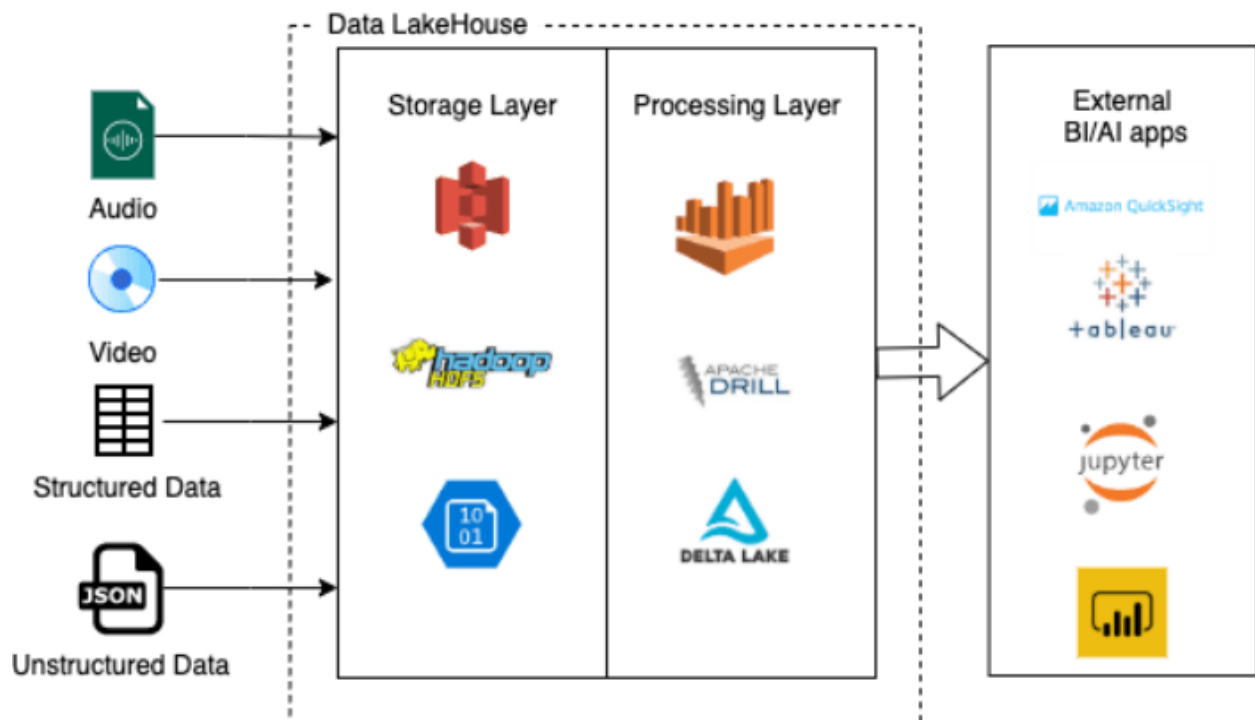 Data LakeHouse
Storage Layer
Processing Layer
External
BI/AI apps
Audio
Video
Structured Data
JSON
Unstructured Data
hadoop
HDFS
10
01
APACHE
DRILL
DELTA LAKE
Amazon QuickSight
+ableau
jupyter